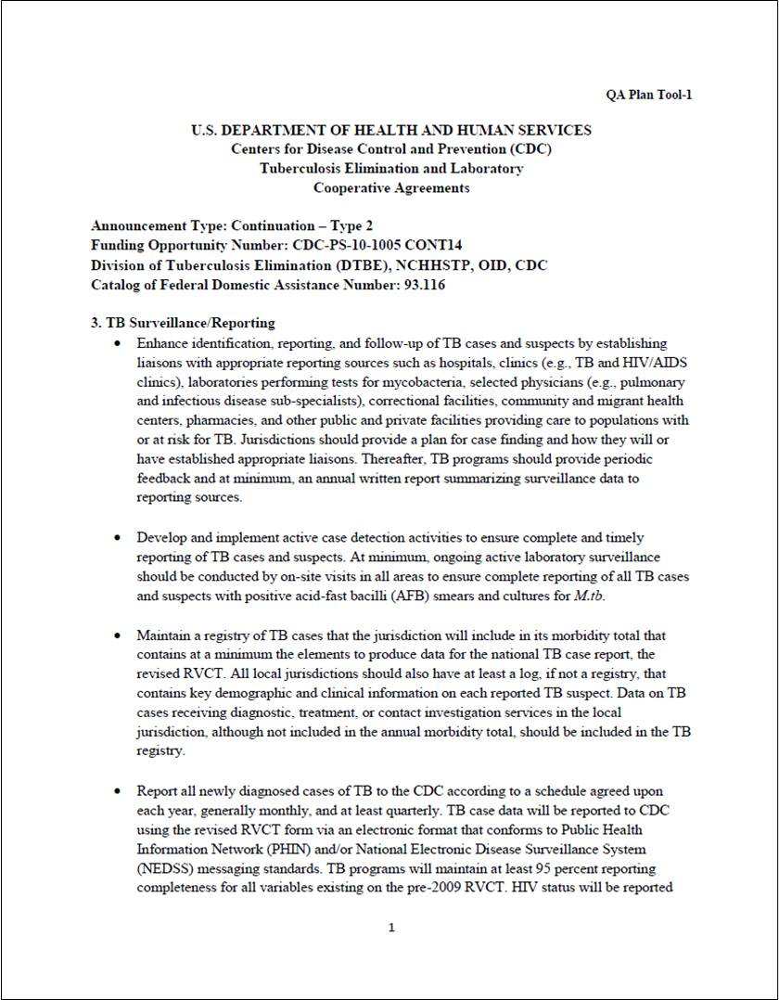 QA Plan Tool-1
U.S. DEPARTMENT OF HEALTH AND HUMAN SERVICES
Centers for Disease Control and Prevention (CDC)
Tuberculosis Elimination and Laboratory
Cooperative Agreements
Announcement Type: Continuation – Type 2
Funding Opportunity Number: CDC-PS-10-1005 CONT14
Division of Tuberculosis Elimination (DTBE), NCHHSTP, OID, CDC
Catalog of Federal Domestic Assistance Number: 93.116
3. TB Surveillance/Reporting
• Enhance identification, reporting, and follow-up of TB cases and suspects by establishing
liaisons with appropriate reporting sources such as hospitals, clinics (e.g., TB and HIV/AIDS
clinics), laboratories performing tests for mycobacteria, selected physicians (e.g., pulmonary
and infectious disease sub-specialists), correctional facilities, community and migrant health
centers, pharmacies, and other public and private facilities providing care to populations with
or at risk for TB. Jurisdictions should provide a plan for case finding and how they will or
have established appropriate liaisons. Thereafter, TB programs should provide periodic
feedback and at minimum, an annual written report summarizing surveillance data to
reporting sources.
• Develop and implement active case detection activities to ensure complete and timely
reporting of TB cases and suspects. At minimum, ongoing active laboratory surveillance
should be conducted by on-site visits in all areas to ensure complete reporting of all TB cases
and suspects with positive acid-fast bacilli (AFB) smears and cultures for M.tb.
• Maintain a registry of TB cases that the jurisdiction will include in its morbidity total that
contains at a minimum the elements to produce data for the national TB case report, the
revised RVCT. All local jurisdictions should also have at least a log, if not a registry, that
contains key demographic and clinical information on each reported TB suspect. Data on TB
cases receiving diagnostic, treatment, or contact investigation services in the local
jurisdiction, although not included in the annual morbidity total, should be included in the TB
registry.
• Report all newly diagnosed cases of TB to the CDC according to a schedule agreed upon
each year, generally monthly, and at least quarterly. TB case data will be reported to CDC
using the revised RVCT form via an electronic format that conforms to Public Health
Information Network (PHIN) and/or National Electronic Disease Surveillance System
(NEDSS) messaging standards. TB programs will maintain at least 95 percent reporting
completeness for all variables existing on the pre-2009 RVCT. HIV status will be reported
1